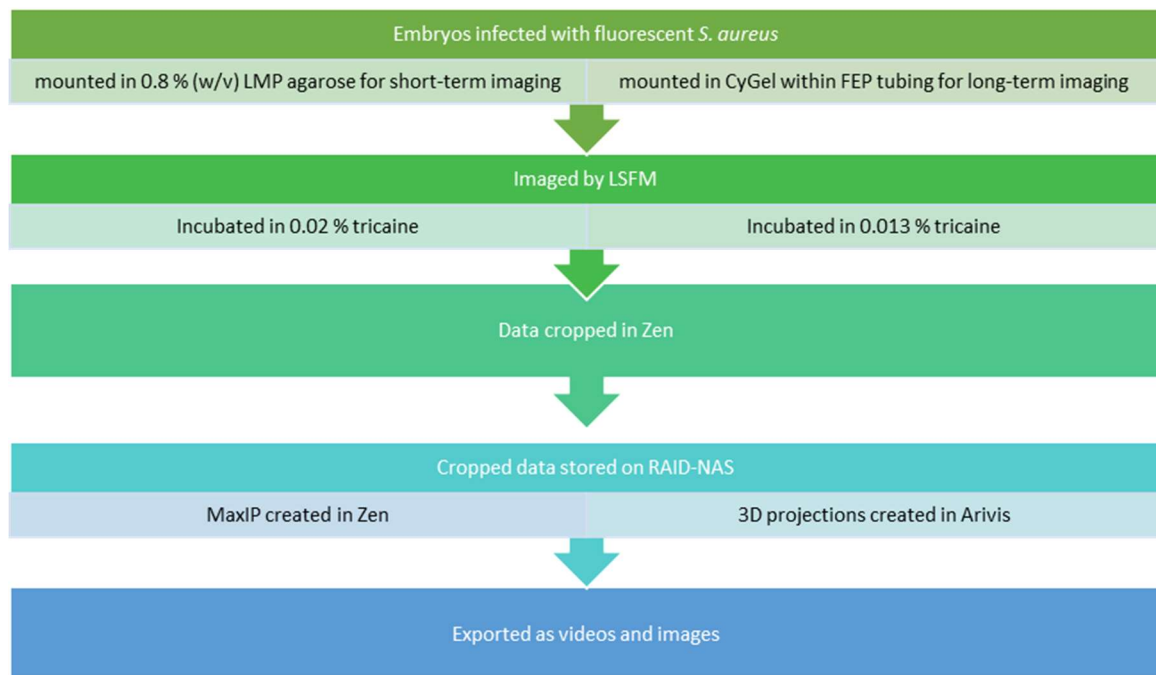 Embryos infected with fluorescent S. aureus
mounted in 0.8 % (w/v) LMP agarose for short-term imaging
mounted in CyGel within FEP tubing for long-term imaging
Imaged by LSFM
Incubated in 0.02 % tricaine
Incubated in 0.013 % tricaine
Data cropped in Zen
Cropped data stored on RAID-NAS
MaxIP created in Zen
3D projections created in Arivis
Exported as videos and images